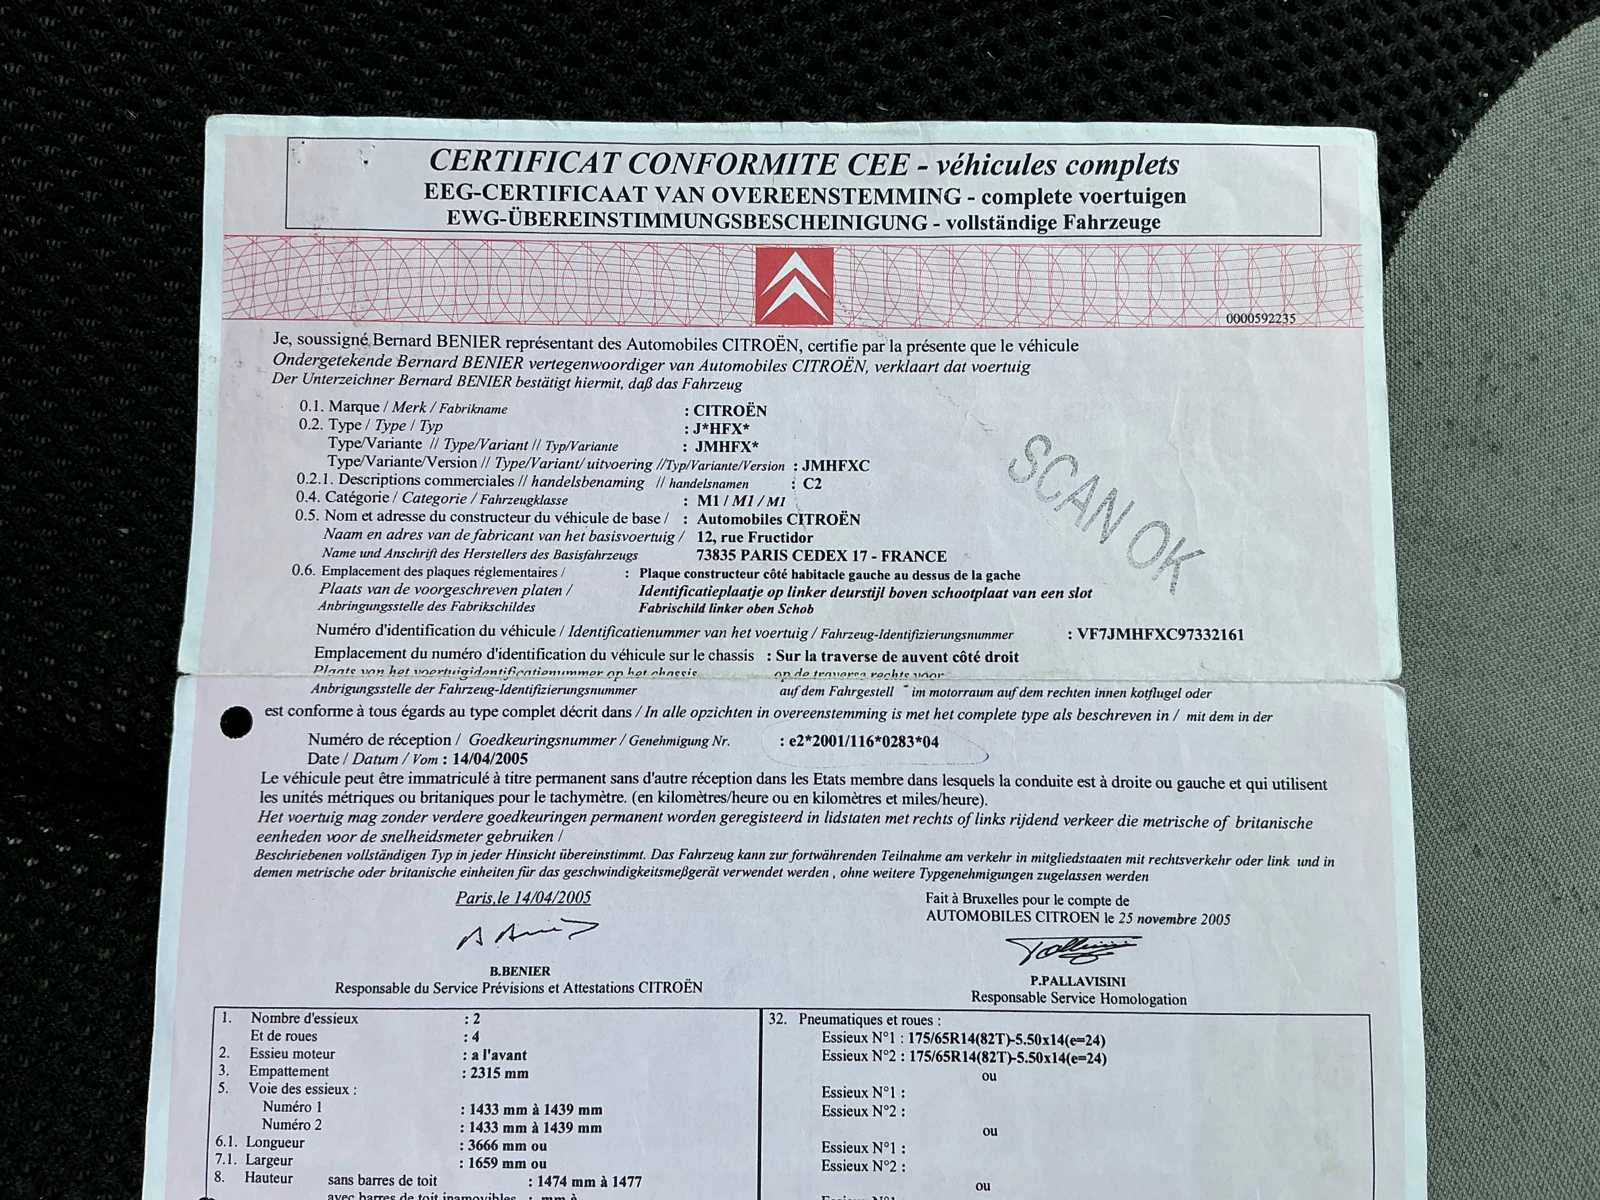 CERTIFICAT CONFORMITE CEE - véhicules complets
EEG-CERTIFICAAT VAN OVEREENSTEMMING - complete voertuigen
EWG-ÜBEREINSTIMMUNGSBESCHEINIGUNG - vollständige Fahrzeuge
0000592235
Je, soussigné Bernard BENIER représentant des Automobiles CITROËN, certifie par la présente que le véhicule
Ondergetekende Bernard BENIER vertegenwoordiger van Automobiles CITROËN, verklaart dat voertuig
Der Unterzeichner Bernard BENIER bestätigt hiermit, daß das Fahrzeug
0.1. Marque / Merk / Fabrikname : CITROËN
0.2. Type / Type / Typ : J*HFX*
Type/Variante // Type/Variant // Typ/Variante : JMHFX*
Type/Variante/Version // Type/Variant/ uitvoering //Typ/Variante/Version : JMHFXC
0.2.1. Descriptions commerciales // handelsbenaming // handelsnamen : C2
0.4. Catégorie / Categorie / Fahrzeugklasse : M1 / M1 / M1
0.5. Nom et adresse du constructeur du véhicule de base / : Automobiles CITROËN
Naam en adres van de fabricant van het basisvoertuig / 12, rue Fructidor
Name und Anschrift des Herstellers des Basisfahrzeugs 73835 PARIS CEDEX 17 - FRANCE
SCAN OK
0.6. Emplacement des plaques réglementaires / : Plaque constructeur côté habitacle gauche au dessus de la gache
Plaats van de voorgeschreven platen / Identificatieplaatje op linker deurstijl boven schootplaat van een slot
Anbringungsstelle des Fabrikschildes Fabrischild linker oben Schob
Numéro d'identification du véhicule / Identificatienummer van het voertuig / Fahrzeug-Identifizierungsnummer : VF7JMHFXC97332161
Emplacement du numéro d'identification du véhicule sur le chassis : Sur la traverse de auvent côté droit
Plaats van het voertuigidentificatienummer op het chassis op de traversa rechts voor
Anbrigungsstelle der Fahrzeug-Identifizierungsnummer auf dem Fahrgestell - im motorraum auf dem rechten innen kotflugel oder
est conforme à tous égards au type complet décrit dans / In alle opzichten in overeenstemming is met het complete type als beschreven in / mit dem in der
Numéro de réception / Goedkeuringsnummer / Genehmigung Nr. : e2*2001/116*0283*04
Date / Datum / Vom : 14/04/2005
Le véhicule peut être immatriculé à titre permanent sans d'autre réception dans les Etats membre dans lesquels la conduite est à droite ou gauche et qui utilisent
les unités métriques ou britaniques pour le tachymètre. (en kilomètres/heure ou en kilomètres et miles/heure).
Het voertuig mag zonder verdere goedkeuringen permanent worden geregisteerd in lidstaten met rechts of links rijdend verkeer die metrische of britanische
eenheden voor de snelheidsmeter gebruiken /
Beschriebenen vollständigen Typ in jeder Hinsicht übereinstimmt. Das Fahrzeug kann zur fortwährenden Teilnahme am verkehr in mitgliedstaaten mit rechtsverkehr oder link und in
demen metrische oder britanische einheiten für das geschwindigkeitsmeßgerät verwendet werden , ohne weitere Typgenehmigungen zugelassen werden
Paris,le 14/04/2005
B.BENIER
Responsable du Service Prévisions et Attestations CITROËN
Fait à Bruxelles pour le compte de
AUTOMOBILES CITROEN le 25 novembre 2005
P.PALLAVISINI
Responsable Service Homologation
1. Nombre d'essieux : 2
Et de roues : 4
2. Essieu moteur : a l'avant
3. Empattement : 2315 mm
5. Voie des essieux :
Numéro 1 : 1433 mm à 1439 mm
Numéro 2 : 1433 mm à 1439 mm
6.1. Longueur : 3666 mm ou
7.1. Largeur : 1659 mm ou
8. Hauteur sans barres de toit : 1474 mm à 1477
avec barres de toit inamovibles : mm à
32. Pneumatiques et roues :
Essieux N°1 : 175/65R14(82T)-5.50x14(e=24)
Essieux N°2 : 175/65R14(82T)-5.50x14(e=24)
ou
Essieux N°1 :
Essieux N°2 :
ou
Essieux N°1 :
Essieux N°2 :
ou
Essieux N°1